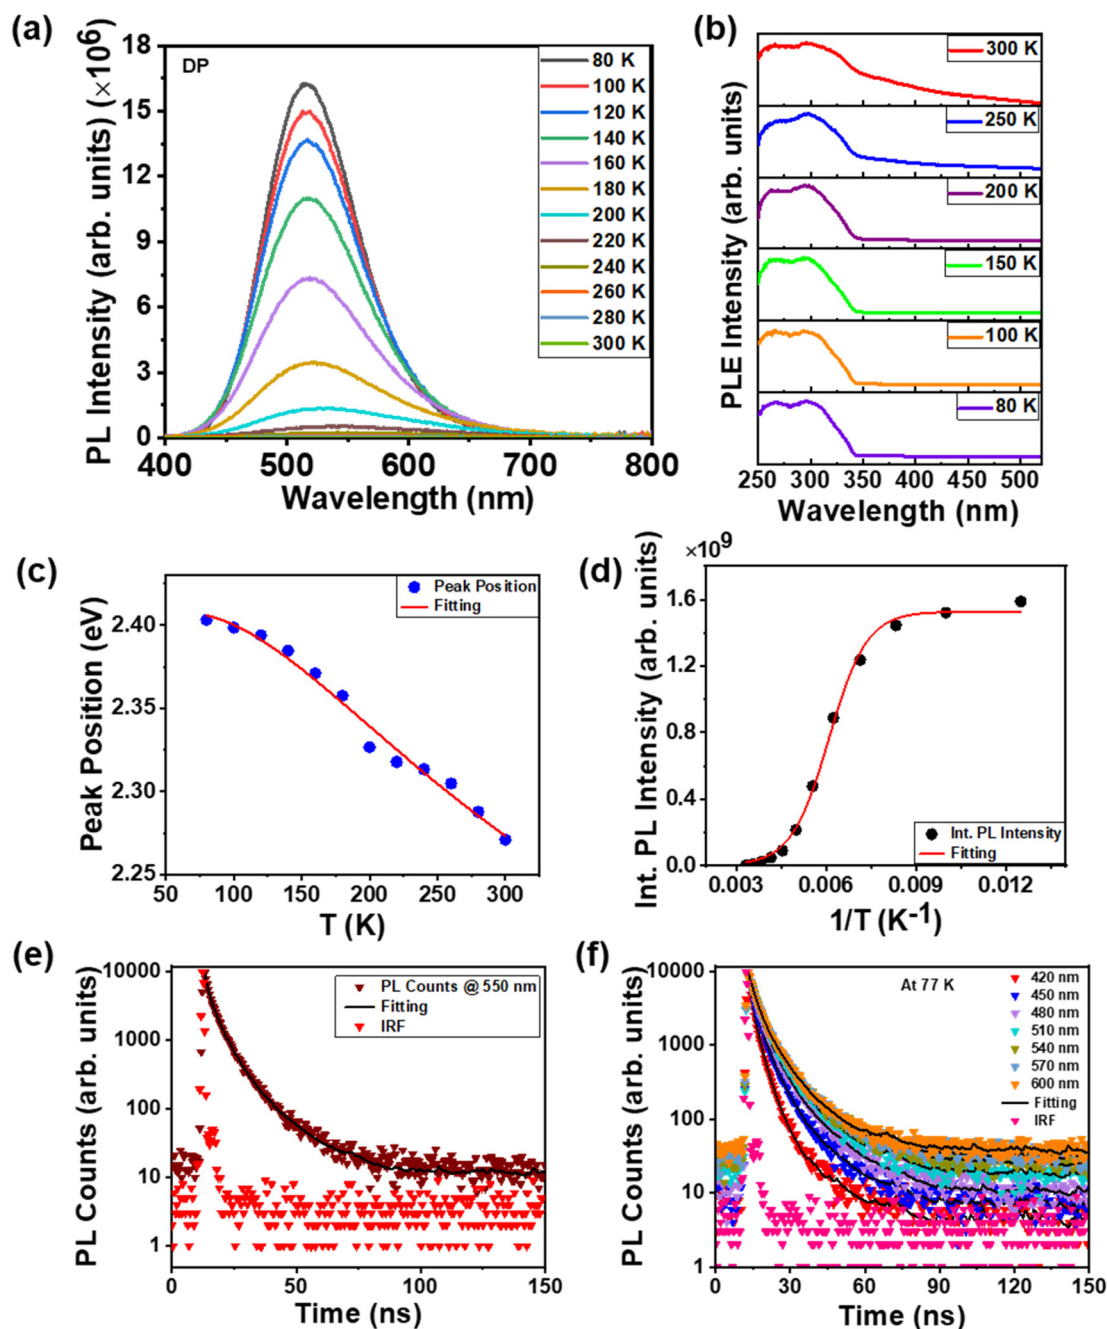 (a)
PL Intensity (arb. units) (×10⁶)
18
15
12
9
6
3
0
DP
80 K
100 K
120 K
140 K
160 K
180 K
200 K
220 K
240 K
260 K
280 K
300 K
400 500 600 700 800
Wavelength (nm)
(b)
PLE Intensity (arb. units)
300 K
250 K
200 K
150 K
100 K
80 K
250 300 350 400 450 500
Wavelength (nm)
(c)
Peak Position (eV)
2.40
2.35
2.30
2.25
Peak Position
Fitting
50 100 150 200 250 300
T (K)
(d)
×10⁹
Int. PL Intensity (arb. units)
1.6
1.2
0.8
0.4
0.0
Int. PL Intensity
Fitting
0.003 0.006 0.009 0.012
1/T (K⁻¹)
(e)
PL Counts (arb. units)
10000
1000
100
10
1
PL Counts @ 550 nm
Fitting
IRF
0 50 100 150
Time (ns)
(f)
PL Counts (arb. units)
10000
1000
100
10
1
At 77 K
420 nm
450 nm
480 nm
510 nm
540 nm
570 nm
600 nm
Fitting
IRF
0 30 60 90 120 150
Time (ns)